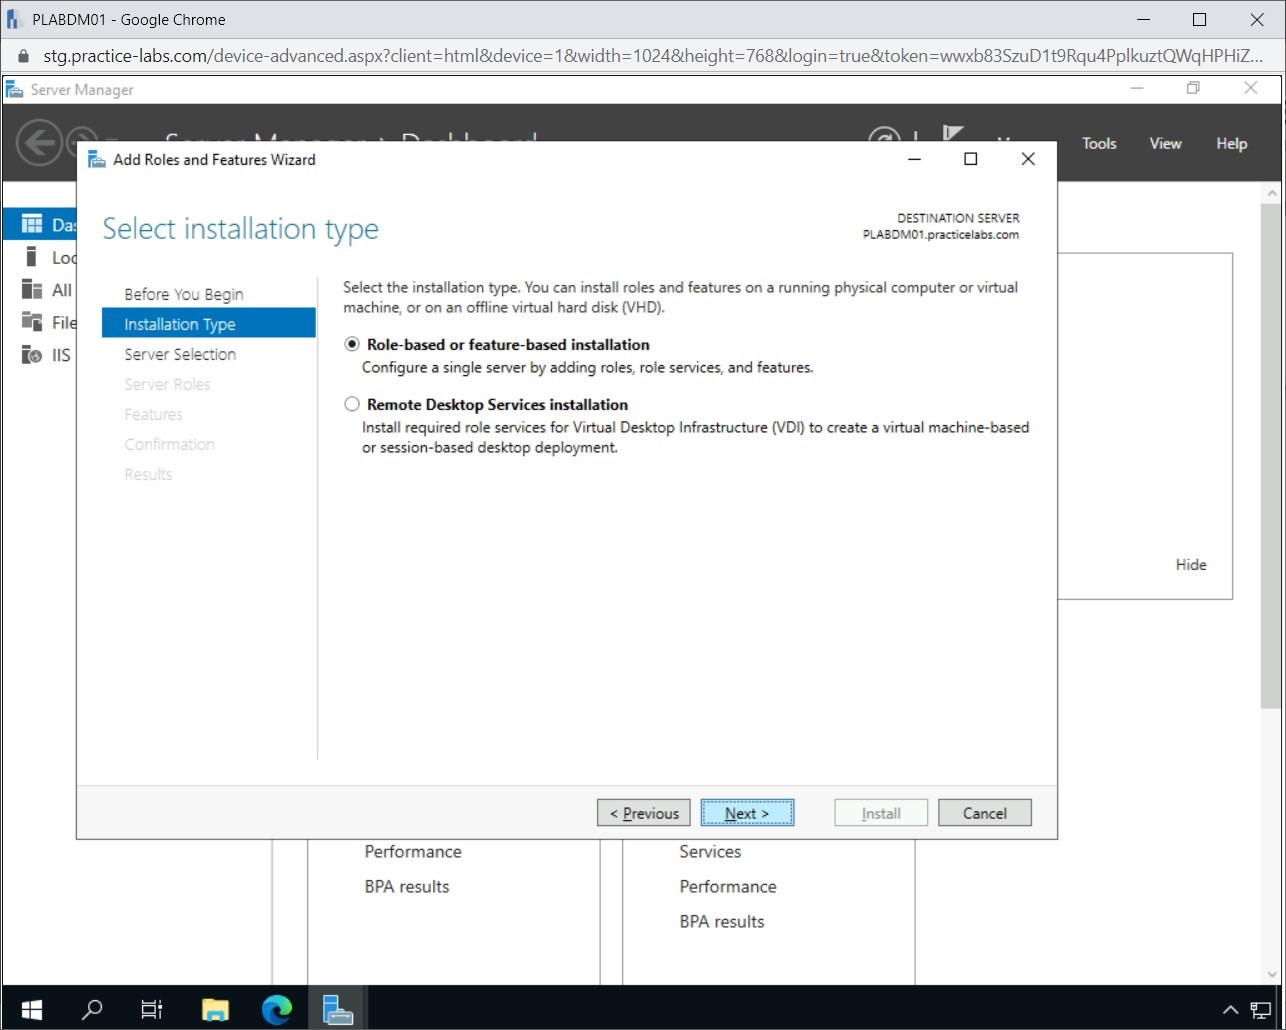 PLABDM01 - Google Chrome
stg.practice-labs.com/device-advanced.aspx?client=html&device=1&width=1024&height=768&login=true&token=wwxb83SzuD1t9Rqu4PplkuztQWqHPHiZ...
Server Manager
Server Manager › Dashboard
Tools View Help
Add Roles and Features Wizard
Select installation type
DESTINATION SERVER
PLABDM01.practicelabs.com
Das
Loc
All
File
IIS
Before You Begin
Installation Type
Server Selection
Server Roles
Features
Confirmation
Results
Select the installation type. You can install roles and features on a running physical computer or virtual
machine, or on an offline virtual hard disk (VHD).
Role-based or feature-based installation
Configure a single server by adding roles, role services, and features.
Remote Desktop Services installation
Install required role services for Virtual Desktop Infrastructure (VDI) to create a virtual machine-based
or session-based desktop deployment.
Hide
< Previous
Next >
Install
Cancel
Performance
BPA results
Services
Performance
BPA results